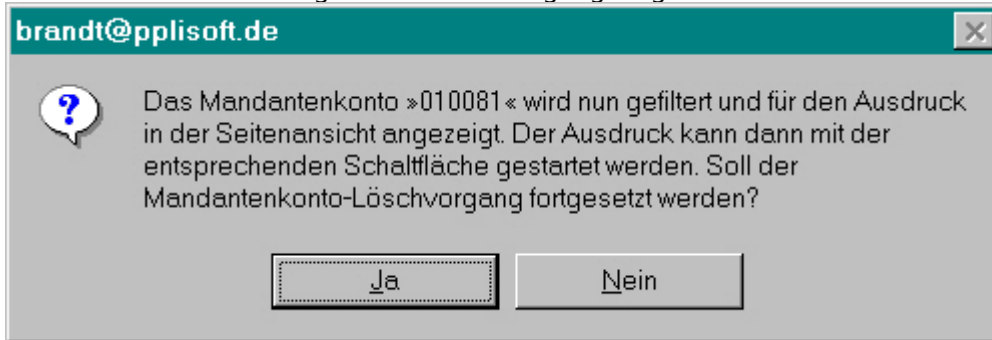 brandt@pplisoft.de
Das Mandantenkonto »010081« wird nun gefiltert und für den Ausdruck
in der Seitenansicht angezeigt. Der Ausdruck kann dann mit der
entsprechenden Schaltfläche gestartet werden. Soll der
Mandantenkonto-Löschvorgang fortgesetzt werden?
Ja
Nein